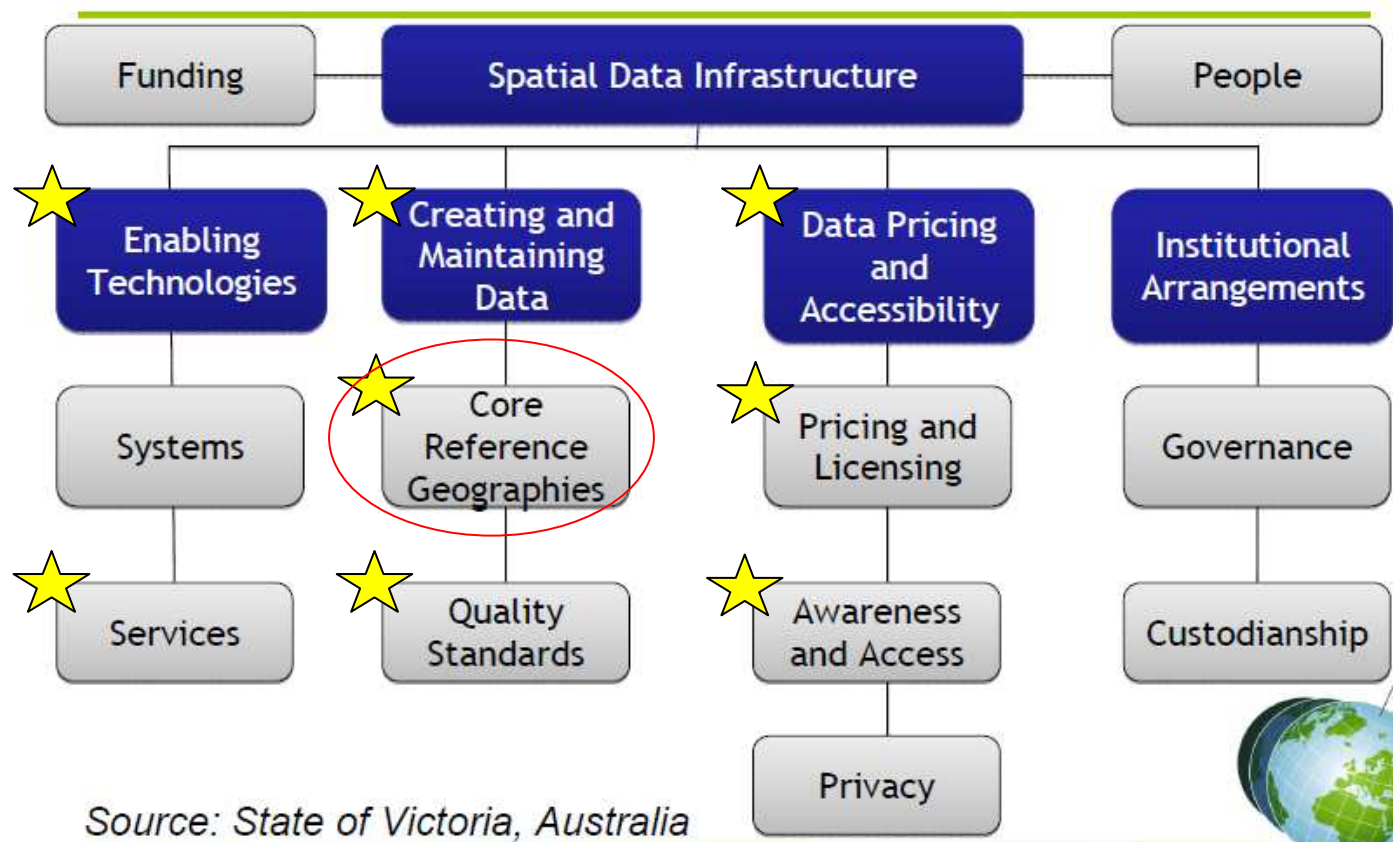 Funding
Spatial Data Infrastructure
People
Enabling
Technologies
Creating and
Maintaining
Data
Data Pricing
and
Accessibility
Institutional
Arrangements
Systems
Core
Reference
Geographies
Pricing and
Licensing
Governance
Services
Quality
Standards
Awareness
and Access
Custodianship
Privacy
Source: State of Victoria, Australia